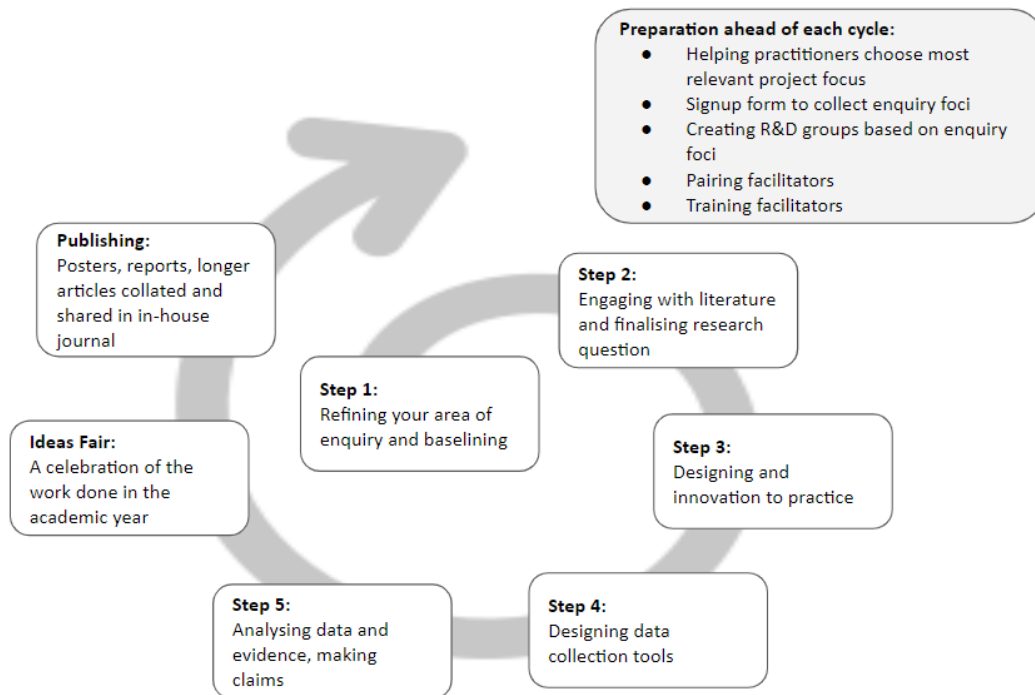 Preparation ahead of each cycle:
● Helping practitioners choose most
relevant project focus
● Signup form to collect enquiry foci
● Creating R&D groups based on enquiry
foci
● Pairing facilitators
● Training facilitators
Step 1:
Refining your area of
enquiry and baselining
Step 2:
Engaging with literature
and finalising research
question
Step 3:
Designing and
innovation to practice
Step 4:
Designing data
collection tools
Step 5:
Analysing data and
evidence, making
claims
Ideas Fair:
A celebration of the
work done in the
academic year
Publishing:
Posters, reports, longer
articles collated and
shared in in-house
journal